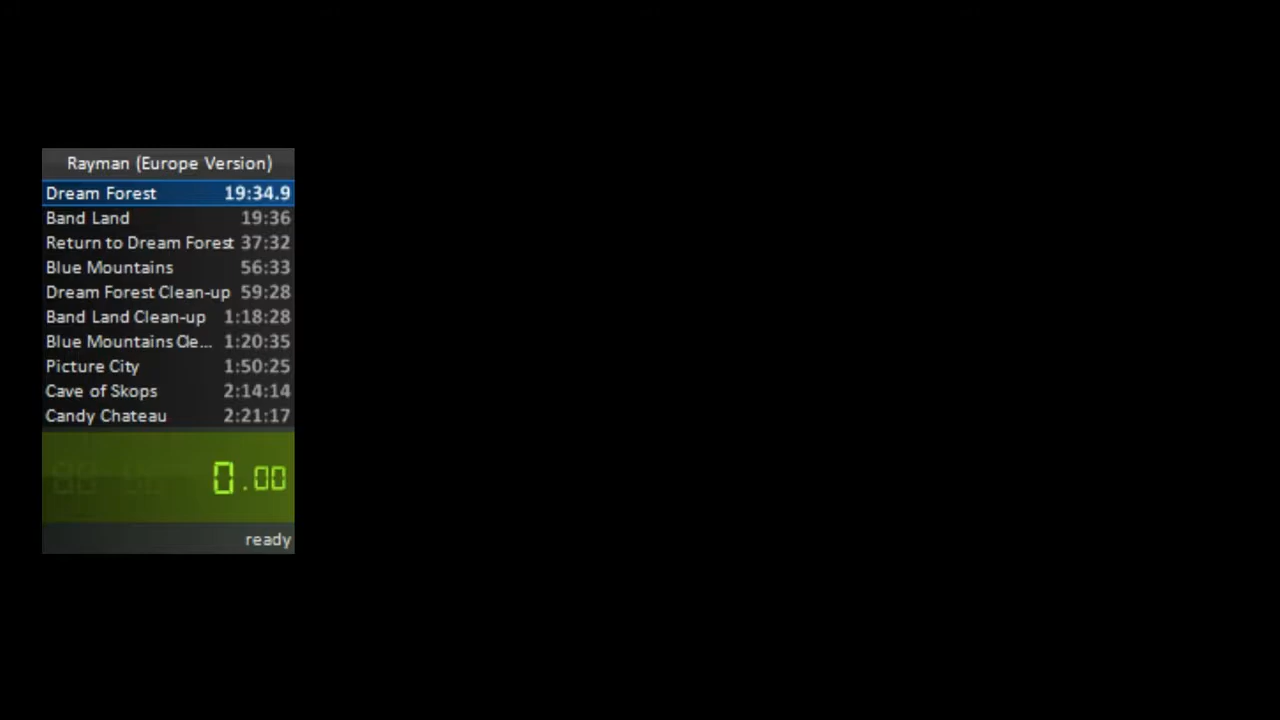 Rayman (Europe Version)
Dream Forest 19:34.9
Band Land 19:36
Return to Dream Forest 37:32
Blue Mountains 56:33
Dream Forest Clean-up 59:28
Band Land Clean-up 1:18:28
Blue Mountains Cle... 1:20:35
Picture City 1:50:25
Cave of Skops 2:14:14
Candy Chateau 2:21:17
0.00
ready